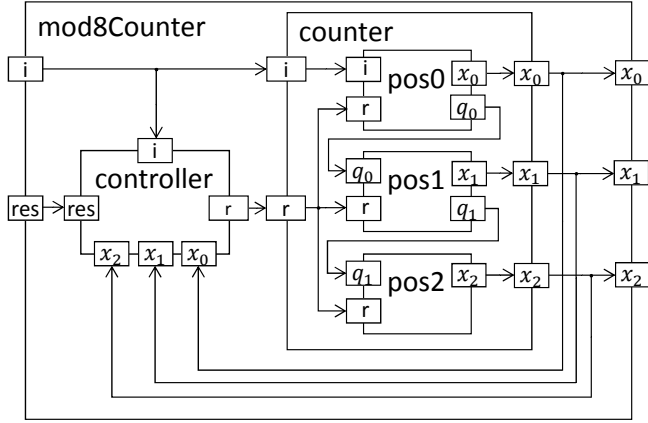 mod8Counter
counter
i
i
i
x₀
x₀
x₀
pos0
r
q₀
i
controller
res
res
r
r
q₀
pos1
x₁
x₁
x₁
r
q₁
x₂
x₁
x₀
q₁
pos2
x₂
x₂
x₂
r